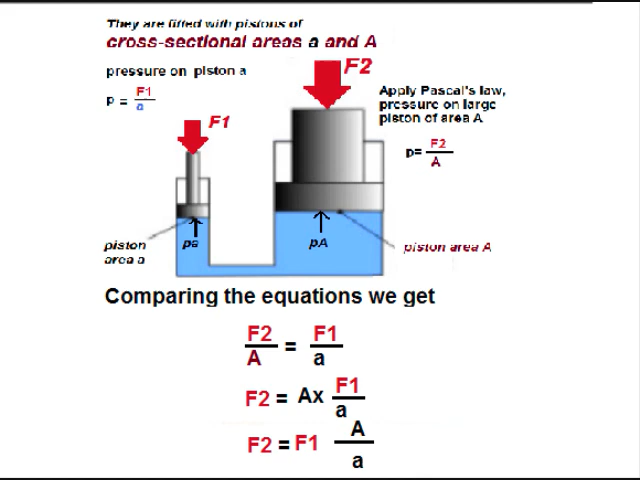 They are fitted with pistons of
cross-sectional areas a and A
pressure on piston a
p = F1
a
F1
F2
Apply Pascal's law,
pressure on large
piston of area A
p= F2
A
piston
area a
pa
pA
piston area A
Comparing the equations we get
F2 = F1
A a
F2 = Ax F1
a
F2 = F1 A
a